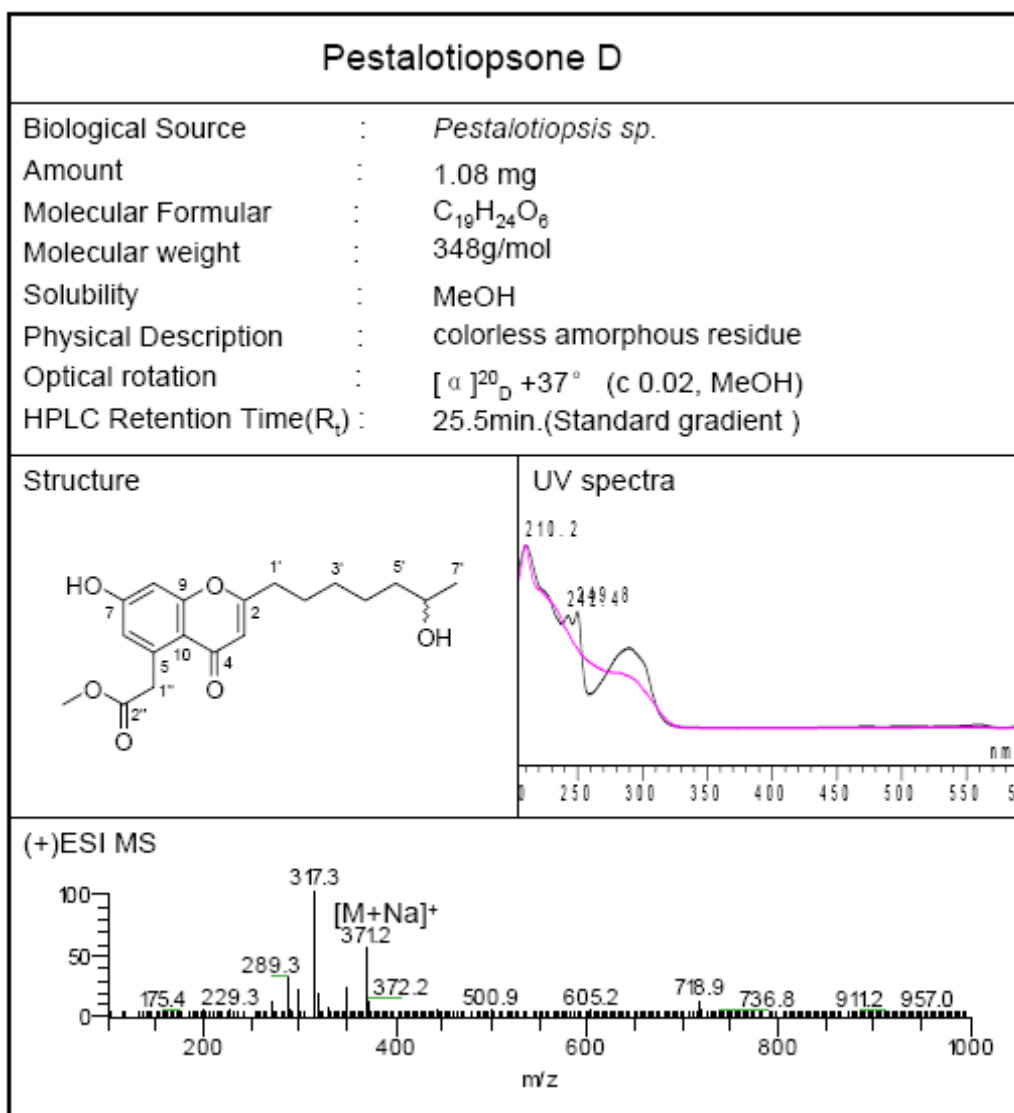 Pestalotiopsone D
Biological Source : Pestalotiopsis sp.
Amount : 1.08 mg
Molecular Formular : C₁₉H₂₄O₆
Molecular weight : 348g/mol
Solubility : MeOH
Physical Description : colorless amorphous residue
Optical rotation : [ α ]²⁰D +37° (c 0.02, MeOH)
HPLC Retention Time(Rₜ) : 25.5min.(Standard gradient )
Structure
HO
7
9
O
2
1'
3'
5'
7'
OH
10
5
4
O
O
1''
2''
O
UV spectra
210.2
nm
0 250 300 350 400 450 500 550
(+)ESI MS
100
50
0
317.3
[M+Na]⁺
371.2
289.3
372.2
175.4
229.3
500.9
605.2
718.9
736.8
911.2
957.0
200 400 600 800 1000
m/z